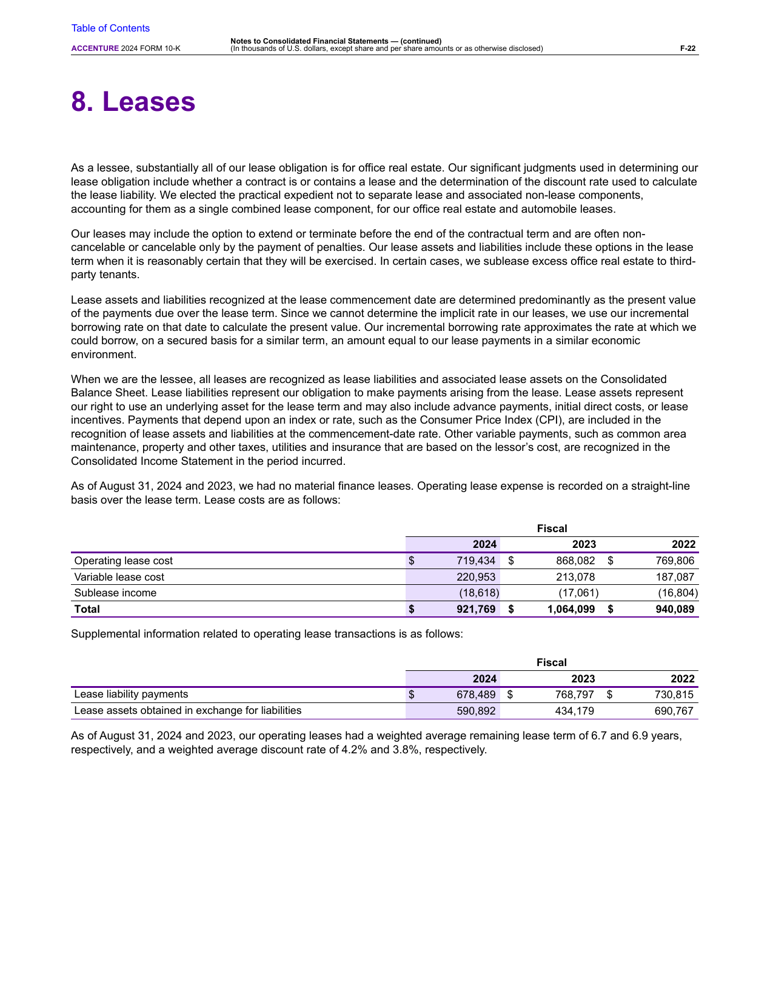 Table of Contents
Notes to Consolidated Financial Statements — (continued)
ACCENTURE 2024 FORM 10-K (In thousands of U.S. dollars, except share and per share amounts or as otherwise disclosed) F-22
8. Leases
As a lessee, substantially all of our lease obligation is for office real estate. Our significant judgments used in determining our
lease obligation include whether a contract is or contains a lease and the determination of the discount rate used to calculate
the lease liability. We elected the practical expedient not to separate lease and associated non-lease components,
accounting for them as a single combined lease component, for our office real estate and automobile leases.
Our leases may include the option to extend or terminate before the end of the contractual term and are often non-
cancelable or cancelable only by the payment of penalties. Our lease assets and liabilities include these options in the lease
term when it is reasonably certain that they will be exercised. In certain cases, we sublease excess office real estate to third-
party tenants.
Lease assets and liabilities recognized at the lease commencement date are determined predominantly as the present value
of the payments due over the lease term. Since we cannot determine the implicit rate in our leases, we use our incremental
borrowing rate on that date to calculate the present value. Our incremental borrowing rate approximates the rate at which we
could borrow, on a secured basis for a similar term, an amount equal to our lease payments in a similar economic
environment.
When we are the lessee, all leases are recognized as lease liabilities and associated lease assets on the Consolidated
Balance Sheet. Lease liabilities represent our obligation to make payments arising from the lease. Lease assets represent
our right to use an underlying asset for the lease term and may also include advance payments, initial direct costs, or lease
incentives. Payments that depend upon an index or rate, such as the Consumer Price Index (CPI), are included in the
recognition of lease assets and liabilities at the commencement-date rate. Other variable payments, such as common area
maintenance, property and other taxes, utilities and insurance that are based on the lessor’s cost, are recognized in the
Consolidated Income Statement in the period incurred.
As of August 31, 2024 and 2023, we had no material finance leases. Operating lease expense is recorded on a straight-line
basis over the lease term. Lease costs are as follows:
Fiscal
2024 2023 2022
Operating lease cost $ 719,434 $ 868,082 $ 769,806
Variable lease cost 220,953 213,078 187,087
Sublease income (18,618) (17,061) (16,804)
Total $ 921,769 $ 1,064,099 $ 940,089
Supplemental information related to operating lease transactions is as follows:
Fiscal
2024 2023 2022
Lease liability payments $ 678,489 $ 768,797 $ 730,815
Lease assets obtained in exchange for liabilities 590,892 434,179 690,767
As of August 31, 2024 and 2023, our operating leases had a weighted average remaining lease term of 6.7 and 6.9 years,
respectively, and a weighted average discount rate of 4.2% and 3.8%, respectively.